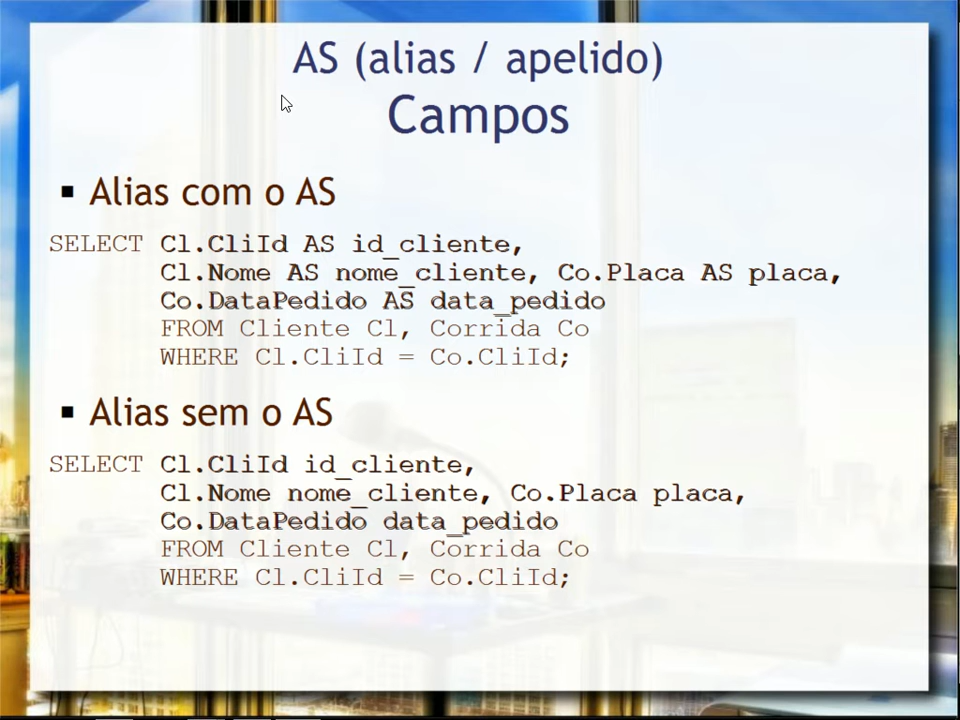 AS (alias / apelido)
Campos
▪ Alias com o AS
SELECT Cl.CliId AS id_cliente,
Cl.Nome AS nome_cliente, Co.Placa AS placa,
Co.DataPedido AS data_pedido
FROM Cliente Cl, Corrida Co
WHERE Cl.CliId = Co.CliId;
▪ Alias sem o AS
SELECT Cl.CliId id_cliente,
Cl.Nome nome_cliente, Co.Placa placa,
Co.DataPedido data_pedido
FROM Cliente Cl, Corrida Co
WHERE Cl.CliId = Co.CliId;